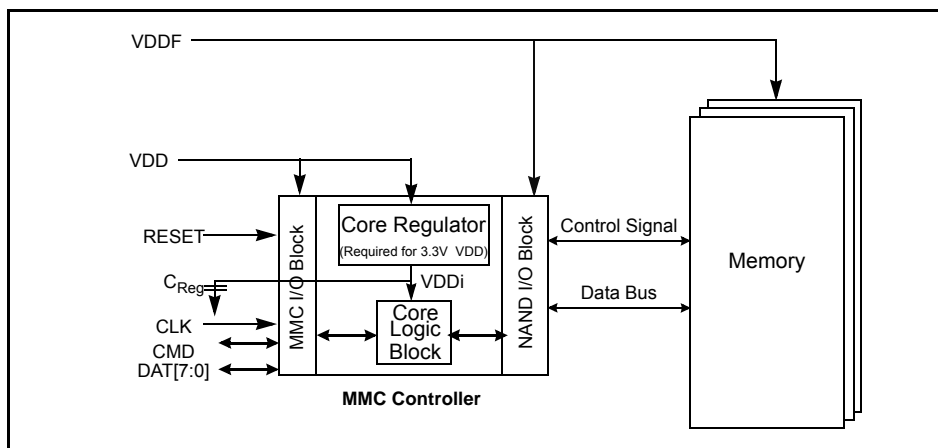 VDDF
VDD
Core Regulator
(Required for 3.3V VDD)
RESET
MMC I/O Block
NAND I/O Block
Control Signal
Memory
CReg
VDDi
Data Bus
CLK
Core
Logic
Block
CMD
DAT[7:0]
MMC Controller